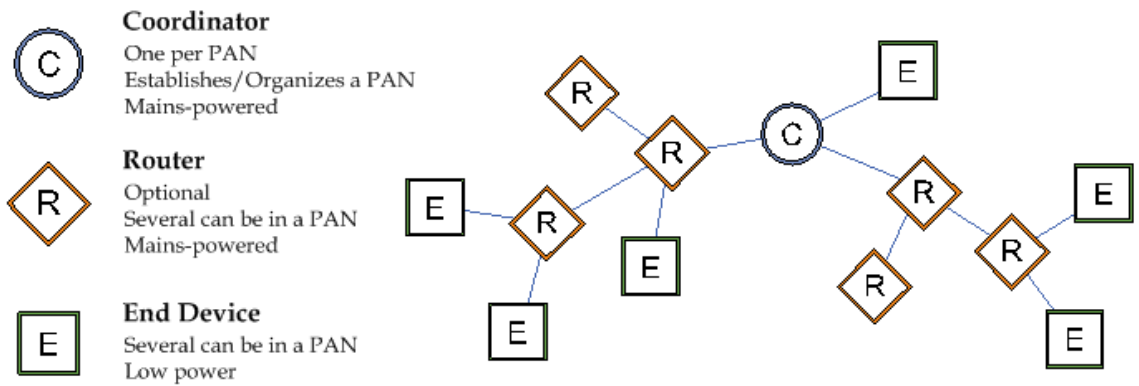 C
Coordinator
One per PAN
Establishes/Organizes a PAN
Mains-powered
R
Router
Optional
Several can be in a PAN
Mains-powered
E
End Device
Several can be in a PAN
Low power
E
R
C
R
E
R
E
R
R
E
R
E
E